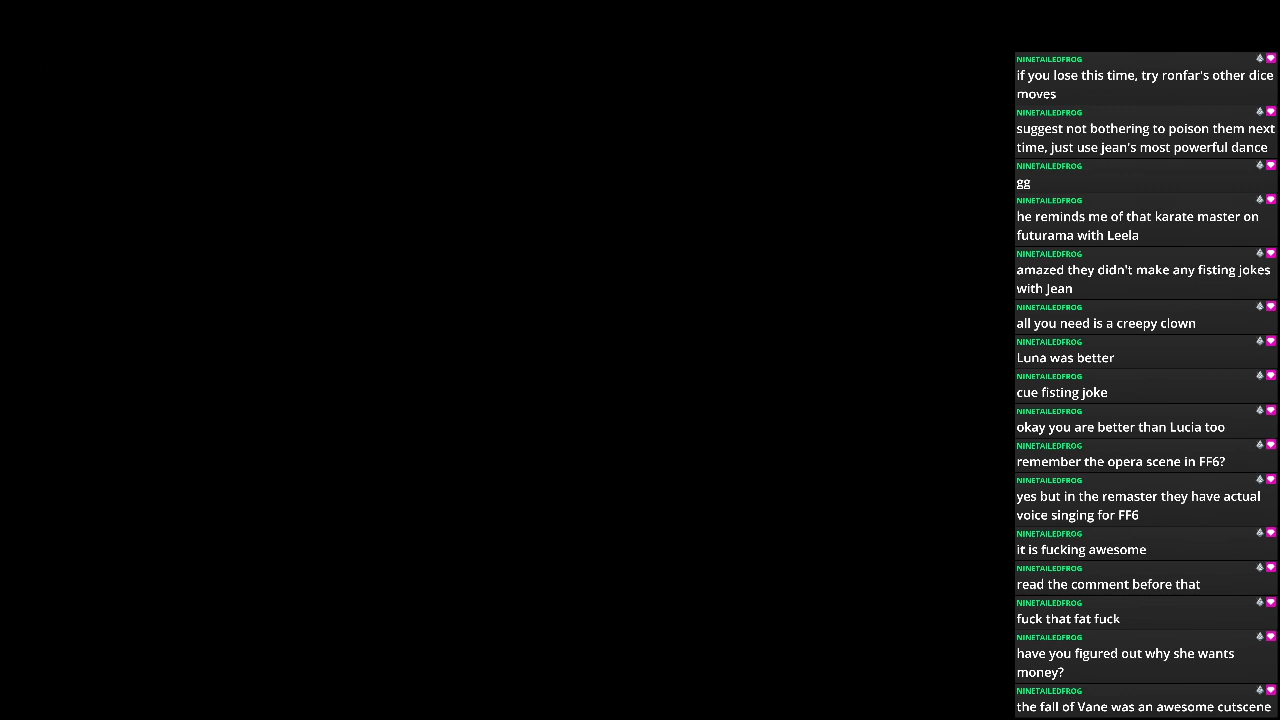 NINETAILEDFROG
if you lose this time, try ronfar's other dice
moves
NINETAILEDFROG
suggest not bothering to poison them next
time, just use jean's most powerful dance
NINETAILEDFROG
gg
NINETAILEDFROG
he reminds me of that karate master on
futurama with Leela
NINETAILEDFROG
amazed they didn't make any fisting jokes
with Jean
NINETAILEDFROG
all you need is a creepy clown
NINETAILEDFROG
Luna was better
NINETAILEDFROG
cue fisting joke
NINETAILEDFROG
okay you are better than Lucia too
NINETAILEDFROG
remember the opera scene in FF6?
NINETAILEDFROG
yes but in the remaster they have actual
voice singing for FF6
NINETAILEDFROG
it is fucking awesome
NINETAILEDFROG
read the comment before that
NINETAILEDFROG
fuck that fat fuck
NINETAILEDFROG
have you figured out why she wants
money?
NINETAILEDFROG
the fall of Vane was an awesome cutscene